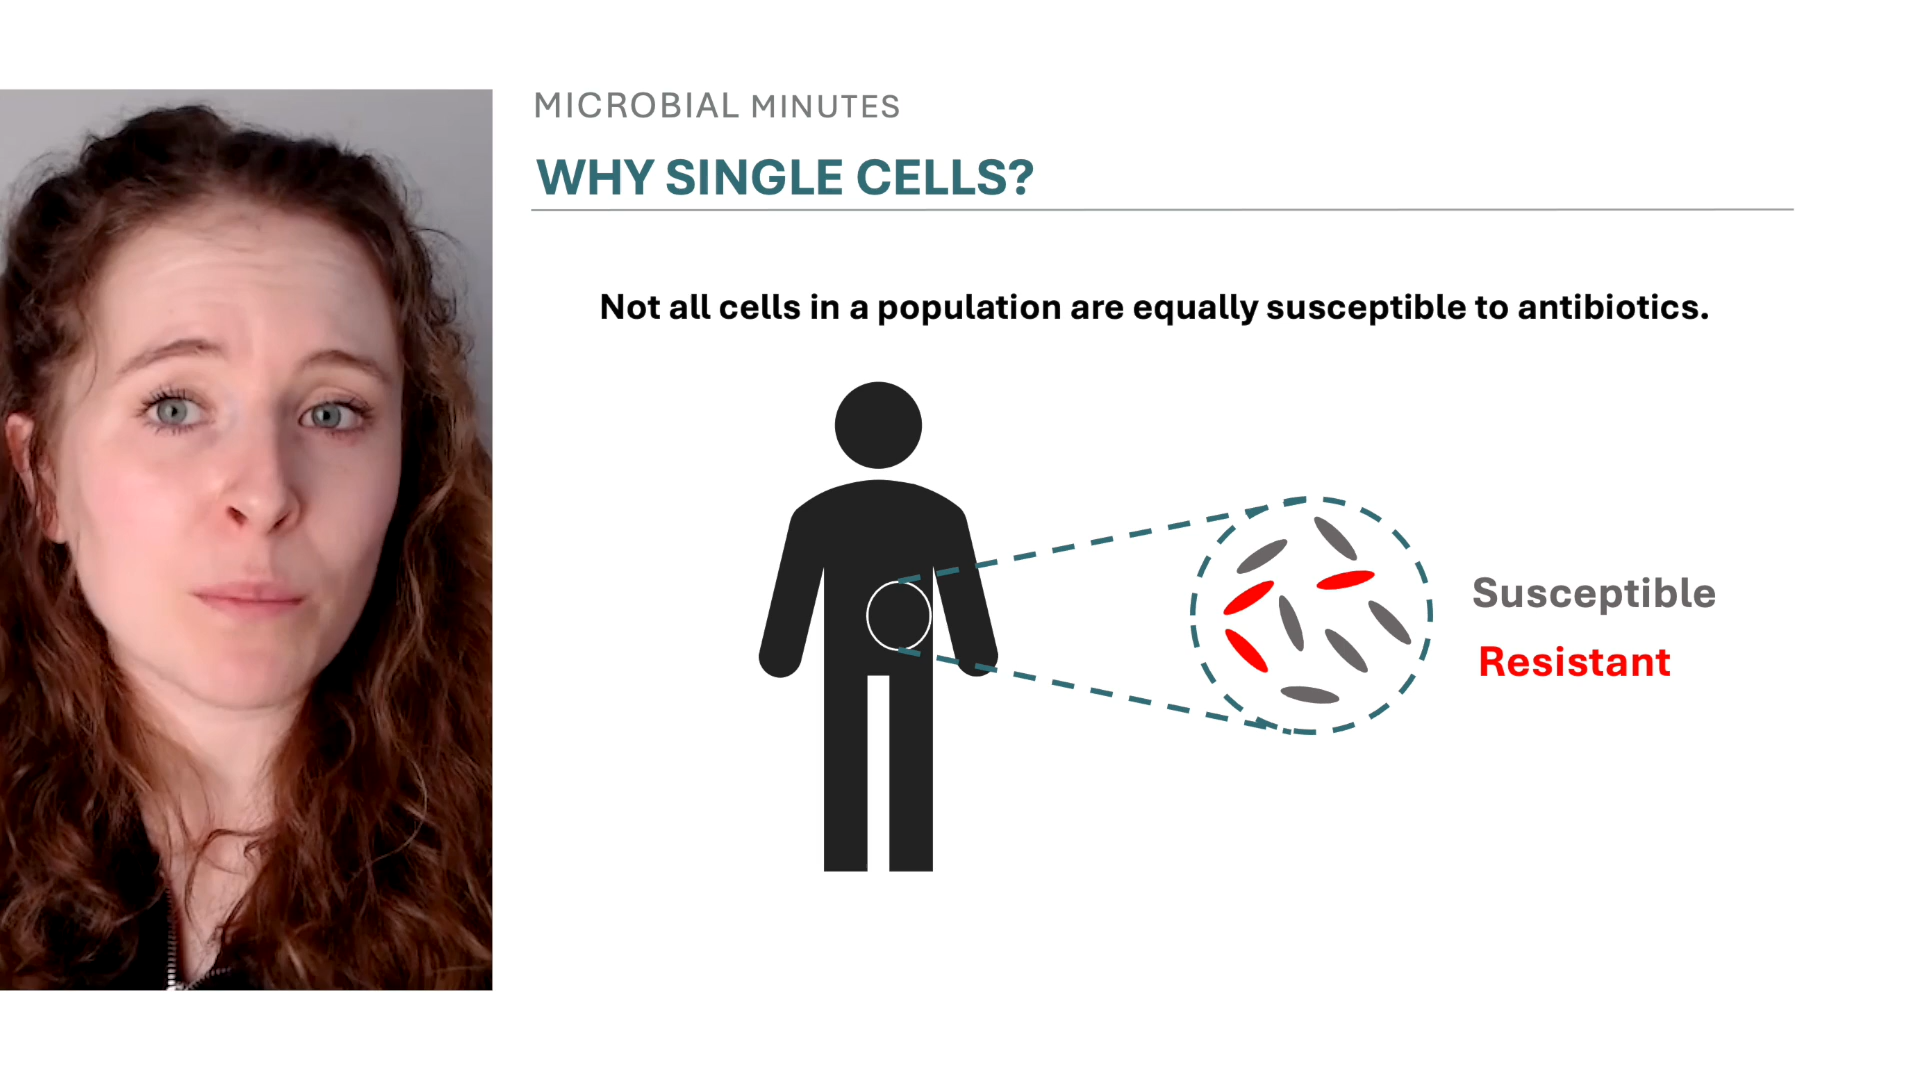 MICROBIAL MINUTES
WHY SINGLE CELLS?
Not all cells in a population are equally susceptible to antibiotics.
Susceptible
Resistant